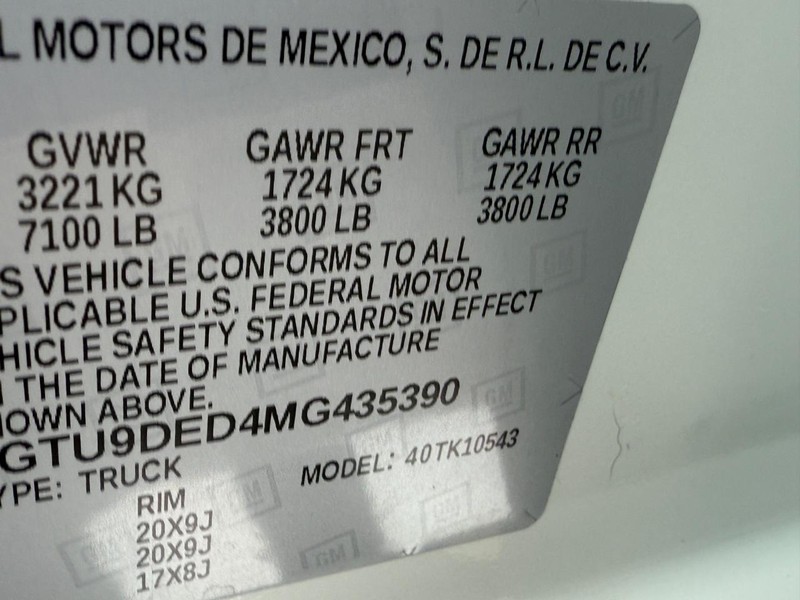 L MOTORS DE MEXICO, S. DE R.L. DE C.V.
GVWR GAWR FRT GAWR RR
3221 KG 1724 KG 1724 KG
7100 LB 3800 LB 3800 LB
S VEHICLE CONFORMS TO ALL
PLICABLE U.S. FEDERAL MOTOR
HICLE SAFETY STANDARDS IN EFFECT
THE DATE OF MANUFACTURE
OWN ABOVE.
GTU9DED4MG435390
YPE: TRUCK MODEL: 40TK10543
RIM
20X9J
20X9J
17X8J